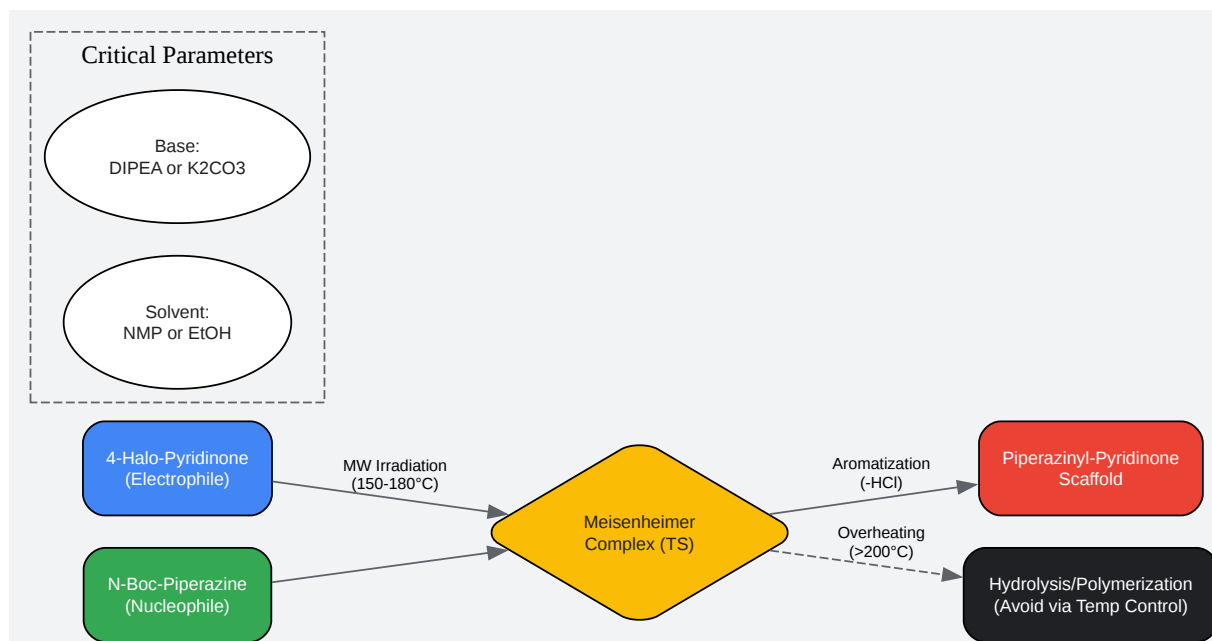 Critical Parameters
Base:
DIPEA or K2CO3
Solvent:
NMP or EtOH
4-Halo-Pyridinone
(Electrophile)
MW Irradiation
(150-180°C)
N-Boc-Piperazine
(Nucleophile)
Meisenheimer
Complex (TS)
Aromatization
(-HCl)
Overheating
(>200°C)
Piperazinyl-Pyridinone
Scaffold
Hydrolysis/Polymerization
(Avoid via Temp Control)